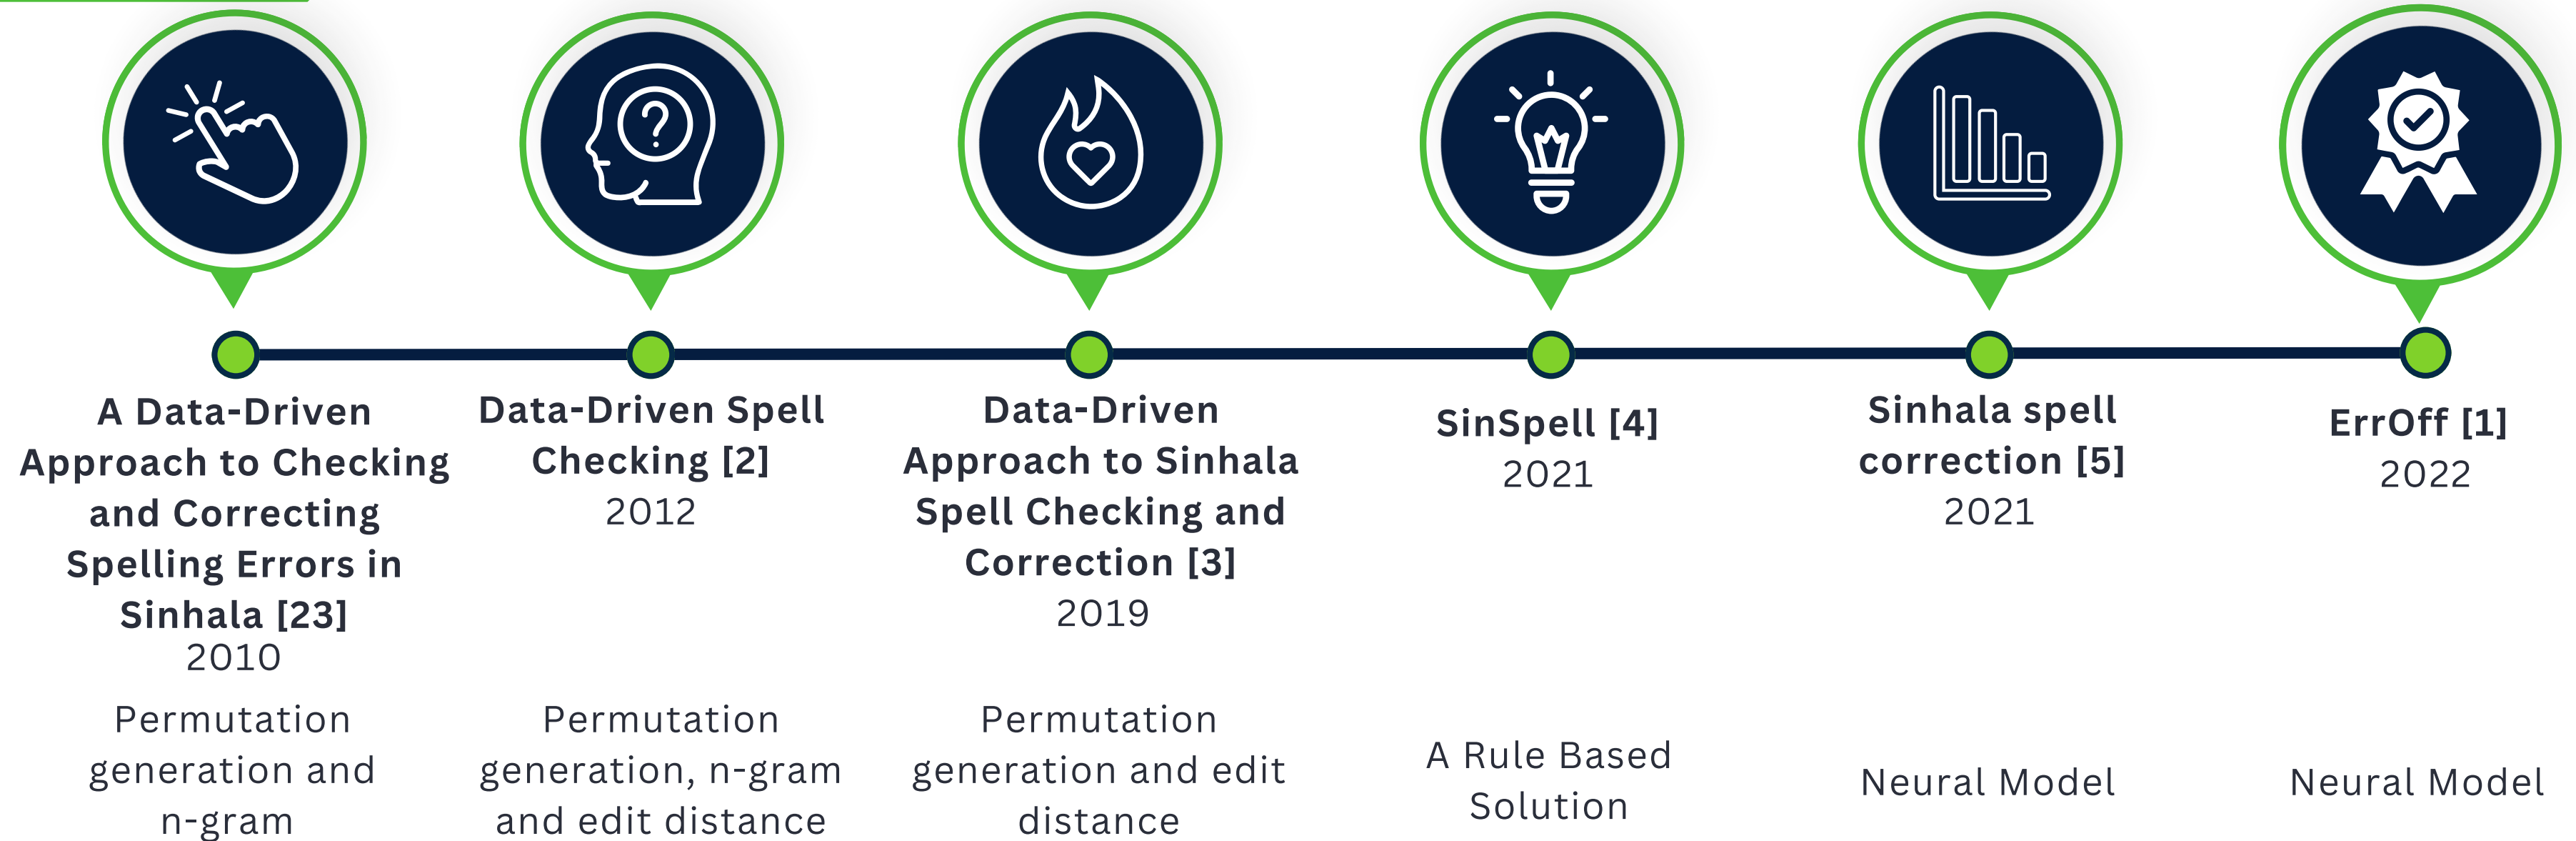 A Data-Driven
Approach to Checking
and Correcting
Spelling Errors in
Sinhala [23]
2010
Permutation
generation and
n-gram
Data-Driven Spell
Checking [2]
2012
Permutation
generation, n-gram
and edit distance
Data-Driven
Approach to Sinhala
Spell Checking and
Correction [3]
2019
Permutation
generation and edit
distance
SinSpell [4]
2021
A Rule Based
Solution
Sinhala spell
correction [5]
2021
Neural Model
ErrOff [1]
2022
Neural Model